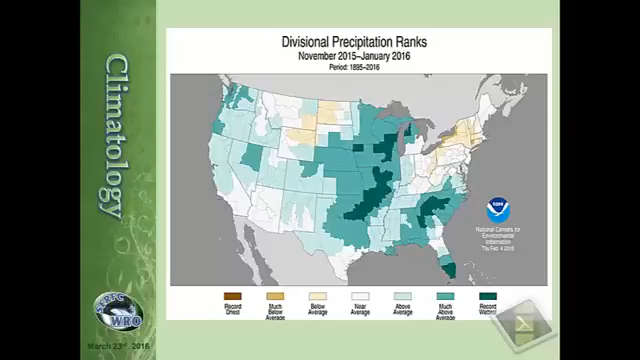 Climatology
Divisional Precipitation Ranks
November 2015–January 2016
Period: 1895–2016
National Centers for
Environmental
Information
Thu Feb 4 2016
Record
Driest
Much
Below
Average
Below
Average
Near
Average
Above
Average
Much
Above
Average
Record
Wettest
SERFC
WRO
March 23rd, 2016